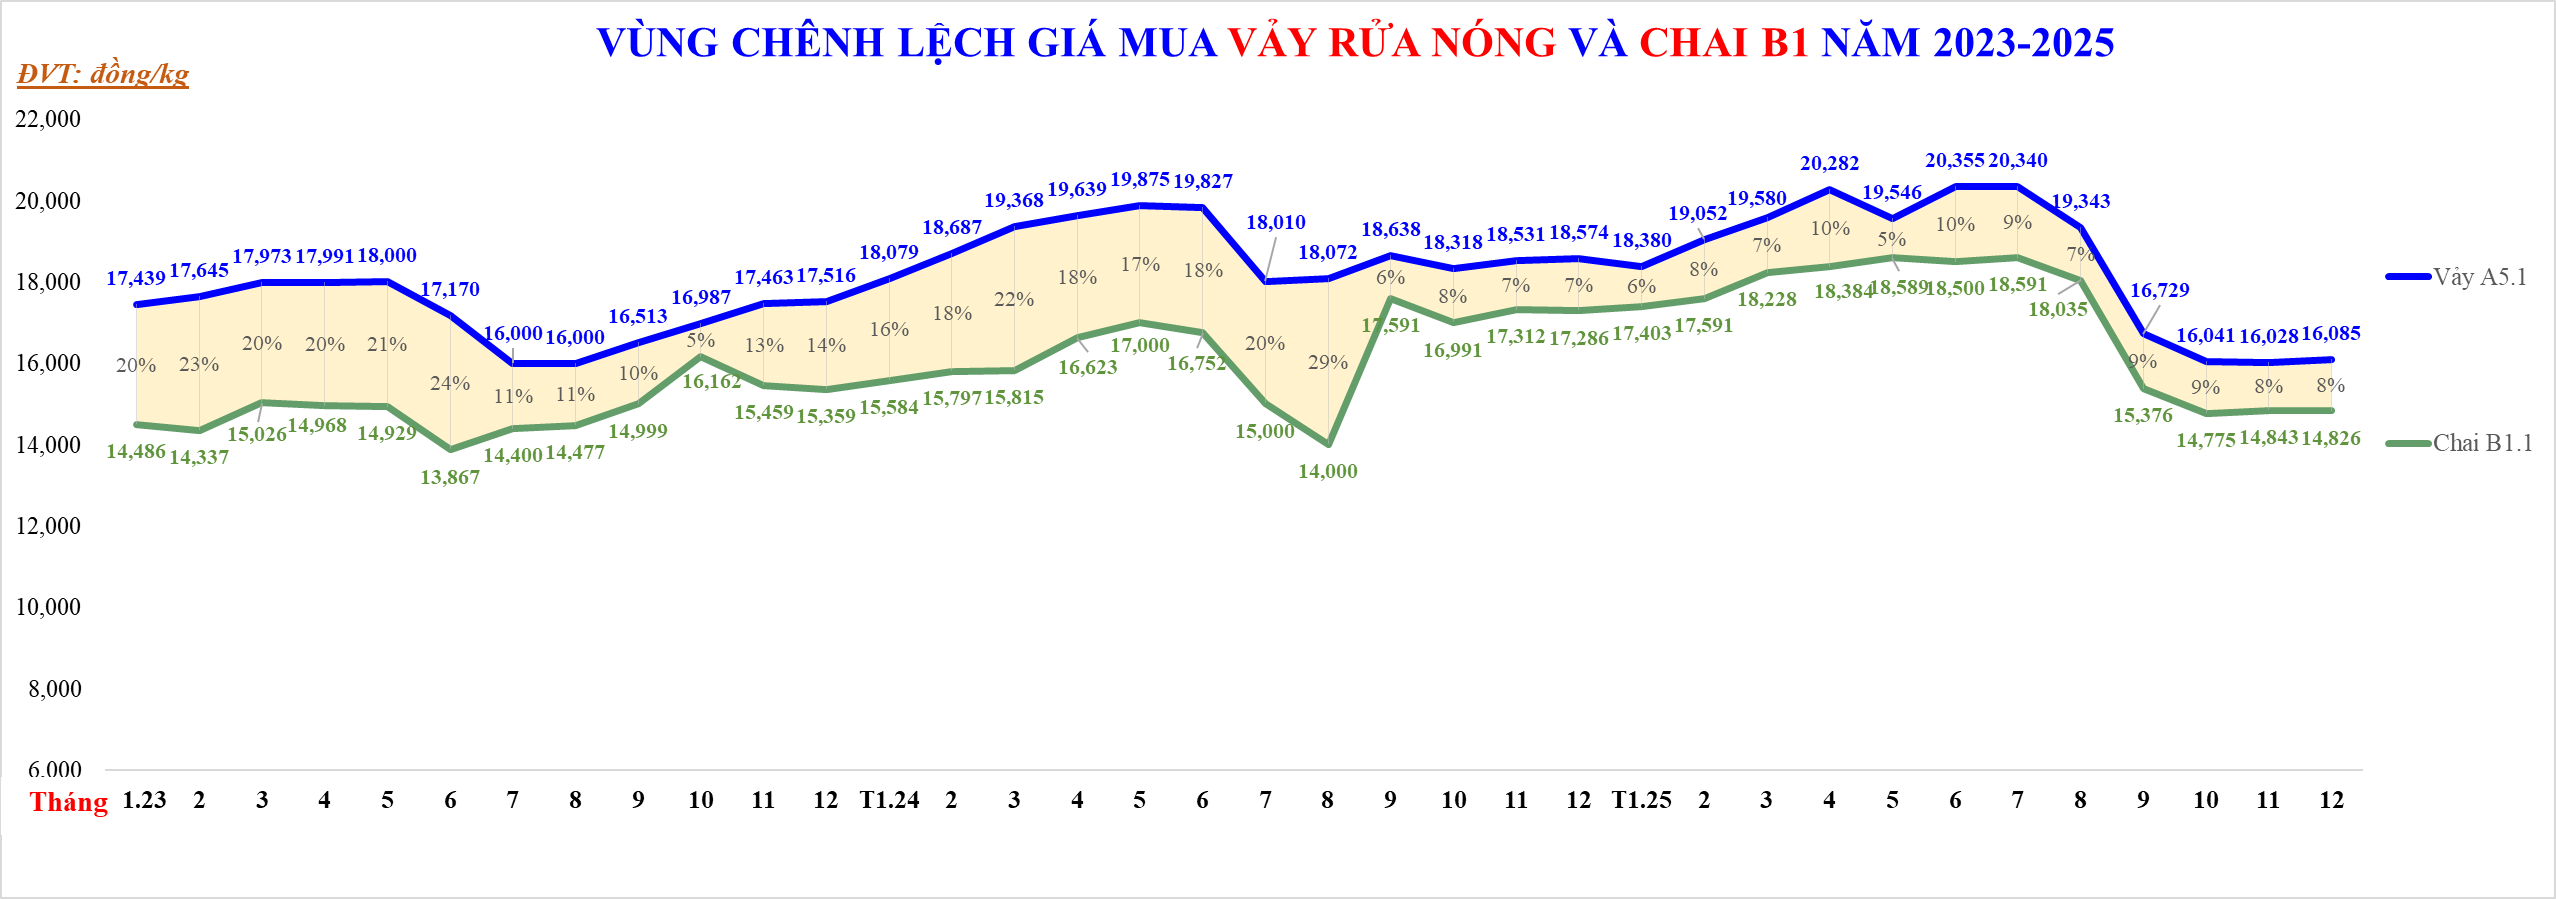 VÙNG CHÊNH LỆCH GIÁ MUA VẢY RỬA NÓNG VÀ CHAI B1 NĂM 2023-2025
ĐVT: đồng/kg
22,000
20,000
18,000
16,000
14,000
12,000
10,000
8,000
6,000
17,439 17,645 17,973 17,991 18,000 17,170 16,000 16,000 16,513 16,987 17,463 17,516 18,079 18,687 19,368 19,639 19,875 19,827 18,010 18,072 18,638 18,318 18,531 18,574 18,380 19,052 19,580 20,282 19,546 20,355 20,340 19,343 16,729 16,041 16,028 16,085
20% 23% 20% 20% 21% 24% 11% 11% 10% 5% 13% 14% 16% 18% 22% 18% 17% 18% 20% 29% 6% 8% 7% 7% 6% 8% 7% 10% 5% 10% 9% 7% 9% 9% 8% 8%
14,486 14,337 15,026 14,968 14,929 13,867 14,400 14,477 14,999 16,162 15,459 15,359 15,584 15,797 15,815 16,623 17,000 16,752 15,000 14,000 17,591 16,991 17,312 17,286 17,403 17,591 18,228 18,384 18,589 18,500 18,591 18,035 15,376 14,775 14,843 14,826
Vảy A5.1
Chai B1.1
Tháng 1.23 2 3 4 5 6 7 8 9 10 11 12 T1.24 2 3 4 5 6 7 8 9 10 11 12 T1.25 2 3 4 5 6 7 8 9 10 11 12